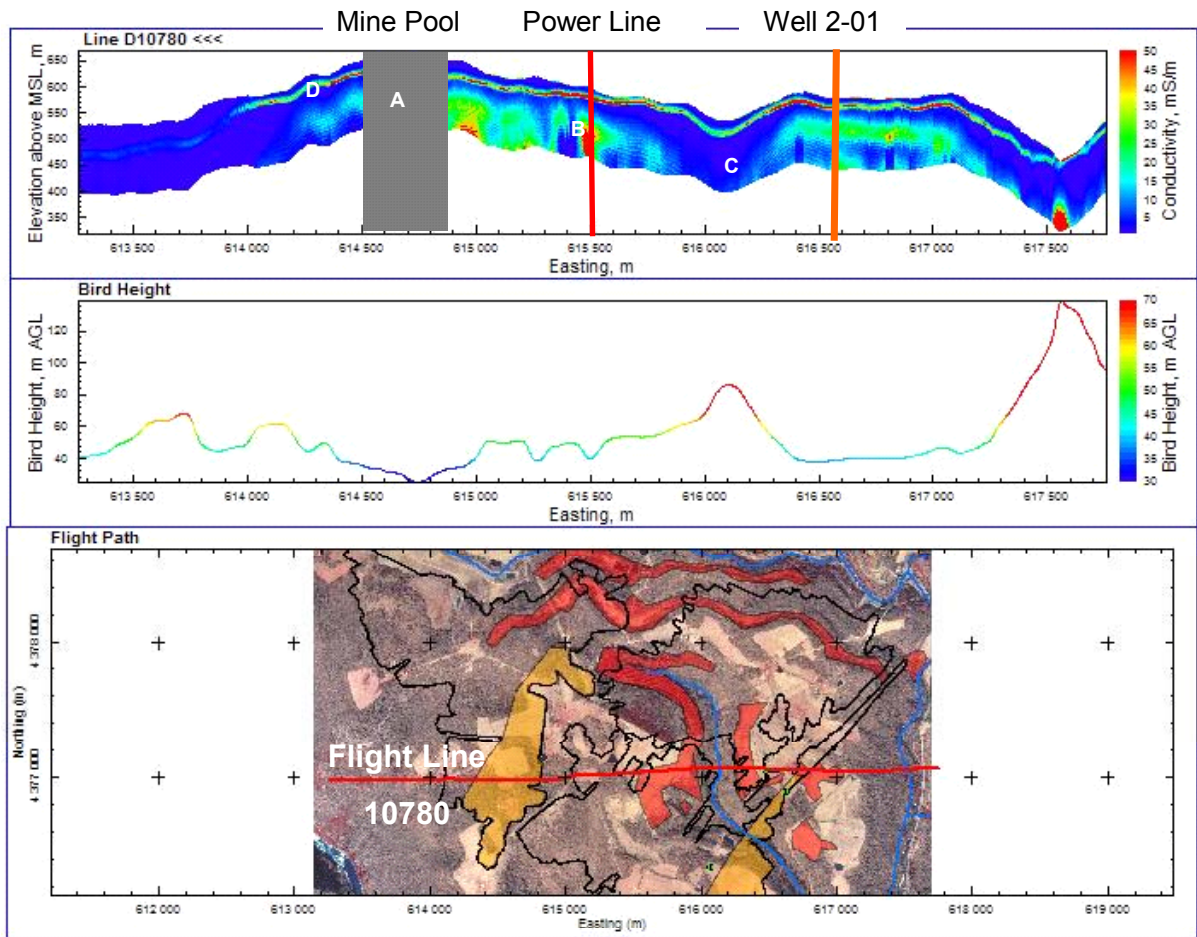 Mine Pool Power Line Well 2-01
Line D10780 <<<
Elevation above MSL, m
650
600
550
500
450
400
350
D
A
B
C
50
45
40
35
30
25
20
15
10
5
Conductivity, mS/m
613 500 614 000 614 500 615 000 615 500 616 000 616 500 617 000 617 500
Easting, m
Bird Height
Bird Height, m AGL
120
100
80
60
40
70
65
60
55
50
45
40
35
30
Bird Height, m AGL
613 500 614 000 614 500 615 000 615 500 616 000 616 500 617 000 617 500
Easting, m
Flight Path
Northing (m)
4 378 000
4 377 000
Flight Line
10780
612 000 613 000 614 000 615 000 616 000 617 000 618 000 619 000
Easting (m)